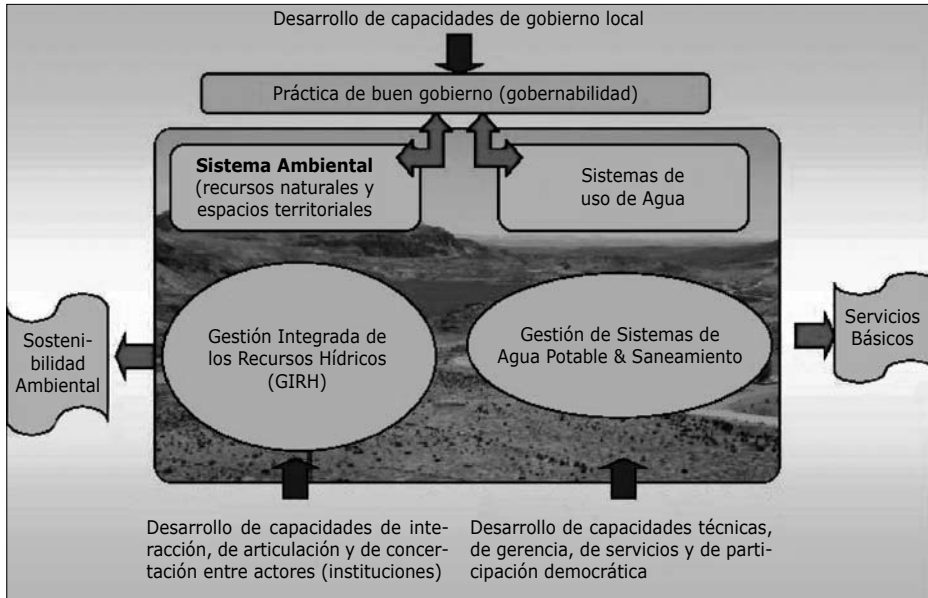 Desarrollo de capacidades de gobierno local
Práctica de buen gobierno (gobernabilidad)
Sistema Ambiental
(recursos naturales y
espacios territoriales
Sistemas de
uso de Agua
Gestión Integrada de
los Recursos Hídricos
(GIRH)
Gestión de Sistemas de
Agua Potable & Saneamiento
Sosteni-
bilidad
Ambiental
Servicios
Básicos
Desarrollo de capacidades de inte-
racción, de articulación y de concer-
tación entre actores (instituciones)
Desarrollo de capacidades técnicas,
de gerencia, de servicios y de parti-
cipación democrática